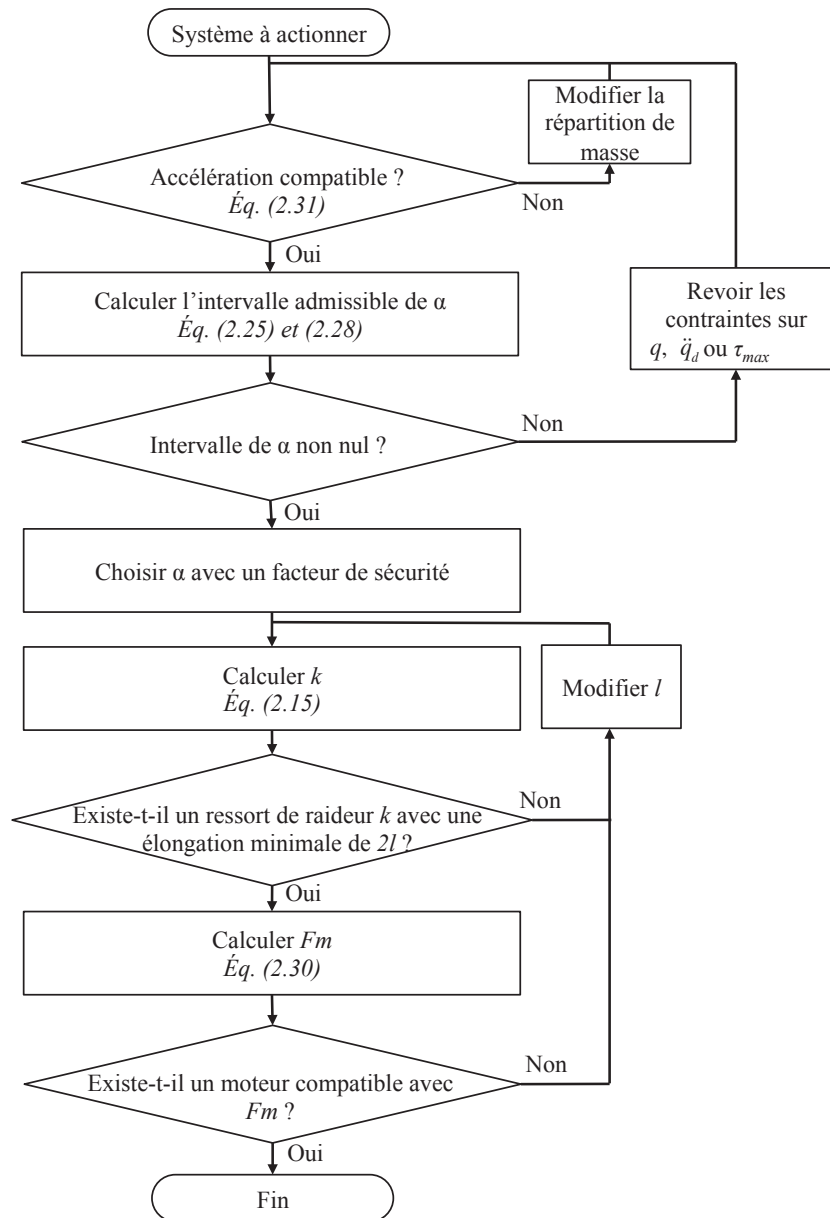 Système à actionner
Modifier la
répartition de
masse
Accélération compatible ?
Éq. (2.31)
Non
Oui
Calculer l’intervalle admissible de α
Éq. (2.25) et (2.28)
Revoir les
contraintes sur
q, q̈_d ou τ_max
Intervalle de α non nul ?
Non
Oui
Choisir α avec un facteur de sécurité
Calculer k
Éq. (2.15)
Modifier l
Existe-t-il un ressort de raideur k avec une
élongation minimale de 2l ?
Non
Oui
Calculer Fm
Éq. (2.30)
Existe-t-il un moteur compatible avec
Fm ?
Non
Oui
Fin